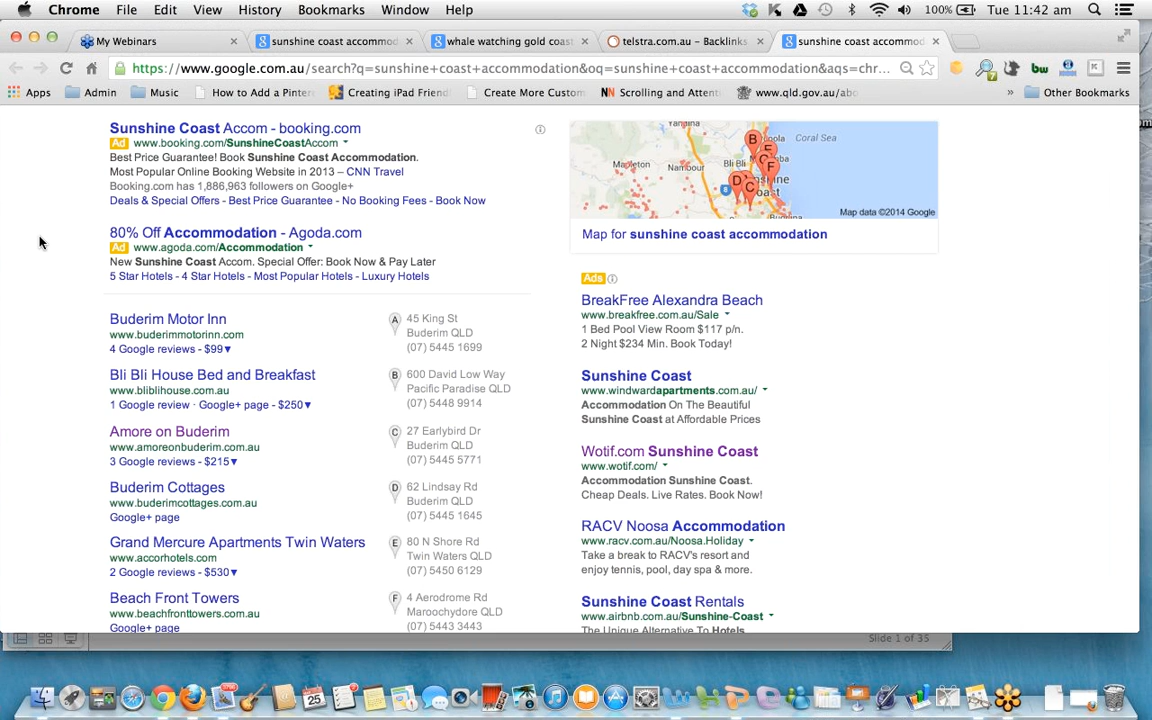 Chrome File Edit View History Bookmarks Window Help 100% Tue 11:42 am
My Webinars
sunshine coast accommod
whale watching gold coast
telstra.com.au – Backlinks
sunshine coast accommod
https://www.google.com.au/search?q=sunshine+coast+accommodation&oq=sunshine+coast+accommodation&aqs=chr...
Apps Admin Music How to Add a Pinter Creating iPad Friend Create More Custom Scrolling and Attenti www.qld.gov.au/abo » Other Bookmarks
Sunshine Coast Accom - booking.com
Ad www.booking.com/SunshineCoastAccom
Best Price Guarantee! Book Sunshine Coast Accommodation.
Most Popular Online Booking Website in 2013 – CNN Travel
Booking.com has 1,886,963 followers on Google+
Deals & Special Offers - Best Price Guarantee - No Booking Fees - Book Now
80% Off Accommodation - Agoda.com
Ad www.agoda.com/Accommodation
New Sunshine Coast Accom. Special Offer: Book Now & Pay Later
5 Star Hotels - 4 Star Hotels - Most Popular Hotels - Luxury Hotels
Buderim Motor Inn
www.buderimmotorinn.com
4 Google reviews - $99
A 45 King St
Buderim QLD
(07) 5445 1699
Bli Bli House Bed and Breakfast
www.bliblihouse.com.au
1 Google review · Google+ page - $250
B 600 David Low Way
Pacific Paradise QLD
(07) 5448 9914
Amore on Buderim
www.amoreonbuderim.com.au
3 Google reviews - $215
C 27 Earlybird Dr
Buderim QLD
(07) 5445 5771
Buderim Cottages
www.buderimcottages.com.au
Google+ page
D 62 Lindsay Rd
Buderim QLD
(07) 5445 1645
Grand Mercure Apartments Twin Waters
www.accorhotels.com
2 Google reviews - $530
E 80 N Shore Rd
Twin Waters QLD
(07) 5450 6129
Beach Front Towers
www.beachfronttowers.com.au
Google+ page
F 4 Aerodrome Rd
Maroochydore QLD
(07) 5443 3443
Yandina
Coral Sea
Mapleton
Nambour
Bli Bli
Coast
8
B
E
F
D
C
Map data ©2014 Google
Map for sunshine coast accommodation
Ads
BreakFree Alexandra Beach
www.breakfree.com.au/Sale
1 Bed Pool View Room $117 p/n.
2 Night $234 Min. Book Today!
Sunshine Coast
www.windwardapartments.com.au/
Accommodation On The Beautiful
Sunshine Coast at Affordable Prices
Wotif.com Sunshine Coast
www.wotif.com/
Accommodation Sunshine Coast.
Cheap Deals. Live Rates. Book Now!
RACV Noosa Accommodation
www.racv.com.au/Noosa.Holiday
Take a break to RACV's resort and
enjoy tennis, pool, day spa & more.
Sunshine Coast Rentals
www.airbnb.com.au/Sunshine-Coast
The Unique Alternative To Hotels
Slide 1 of 35
25